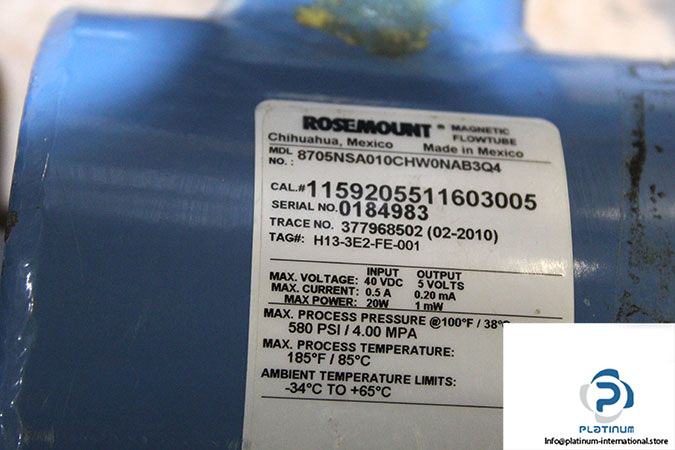 ROSEMOUNT® MAGNETIC FLOWTUBE
Chihuahua, Mexico Made in Mexico
MDL NO.: 8705NSA010CHW0NAB3Q4
CAL.# 1159205511603005
SERIAL NO. 0184983
TRACE NO. 377968502 (02-2010)
TAG#: H13-3E2-FE-001
INPUT OUTPUT
MAX. VOLTAGE: 40 VDC 5 VOLTS
MAX. CURRENT: 0.5 A 0.20 mA
MAX POWER: 20W 1 mW
MAX. PROCESS PRESSURE @100°F / 38°C
580 PSI / 4.00 MPA
MAX. PROCESS TEMPERATURE:
185°F / 85°C
AMBIENT TEMPERATURE LIMITS:
-34°C TO +65°C
PLATINUM
Info@platinum-international.store